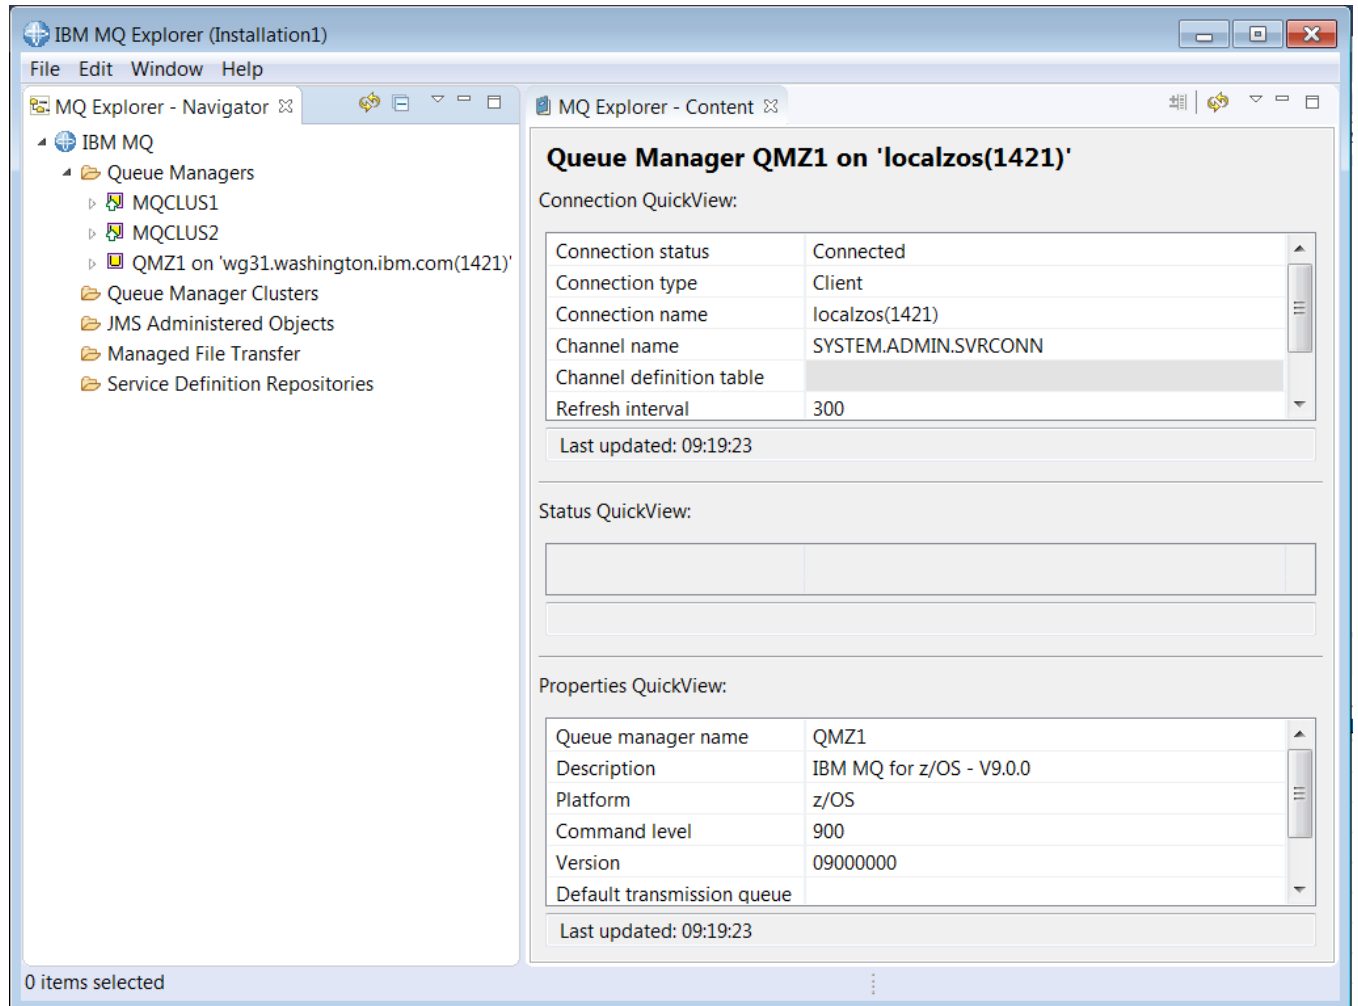 IBM MQ Explorer (Installation1)
File Edit Window Help
MQ Explorer - Navigator
IBM MQ
Queue Managers
MQCLUS1
MQCLUS2
QMZ1 on 'wg31.washington.ibm.com(1421)'
Queue Manager Clusters
JMS Administered Objects
Managed File Transfer
Service Definition Repositories
MQ Explorer - Content
Queue Manager QMZ1 on 'localzos(1421)'
Connection QuickView:
Connection status Connected
Connection type Client
Connection name localzos(1421)
Channel name SYSTEM.ADMIN.SVRCONN
Channel definition table
Refresh interval 300
Last updated: 09:19:23
Status QuickView:
Properties QuickView:
Queue manager name QMZ1
Description IBM MQ for z/OS - V9.0.0
Platform z/OS
Command level 900
Version 09000000
Default transmission queue
Last updated: 09:19:23
0 items selected